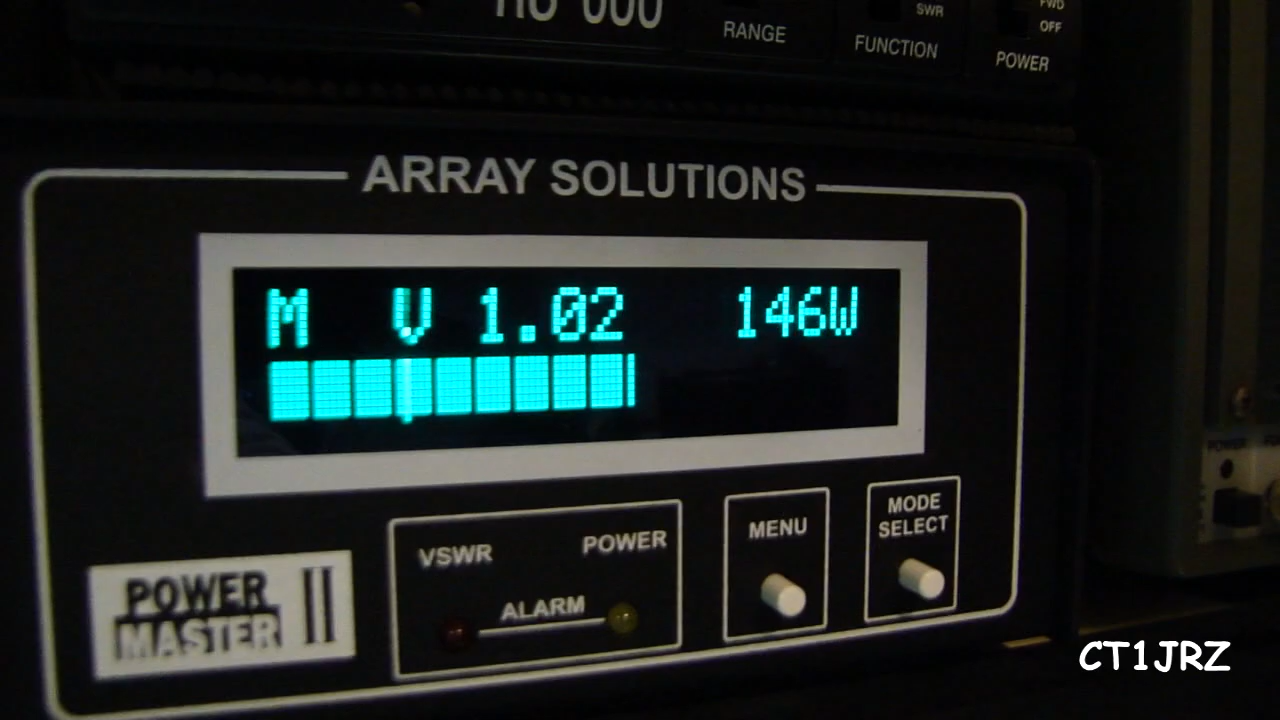 RANGE
FUNCTION
SWR
FWD
OFF
POWER
ARRAY SOLUTIONS
M V 1.02 146W
VSWR POWER
ALARM
MENU
MODE
SELECT
POWER
MASTER II
POWER
CT1JRZ